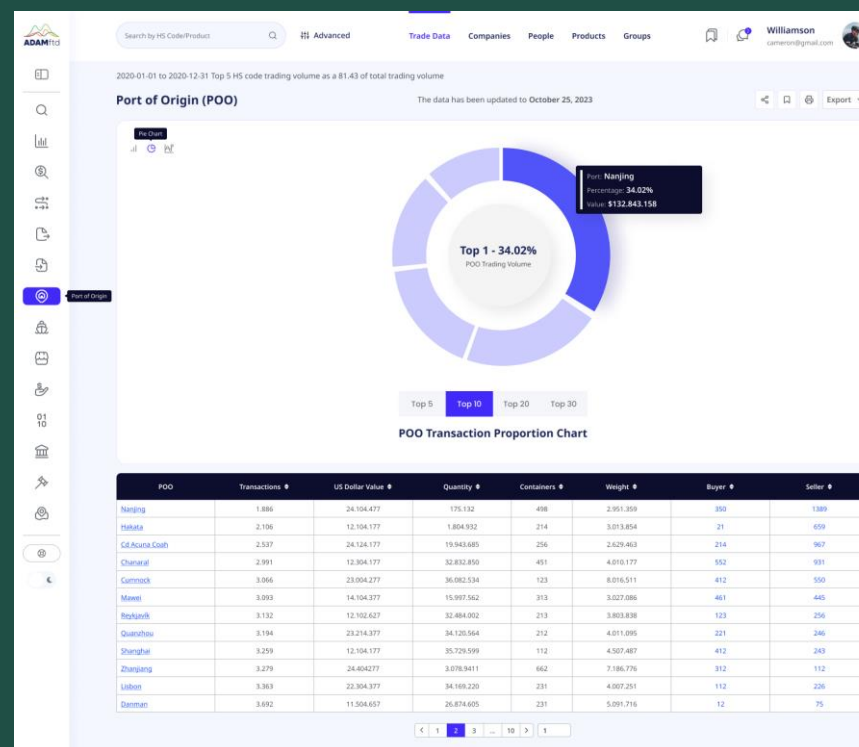 ADAMftd
Search by HS Code/Product
Advanced
Trade Data Companies People Products Groups
Williamson
cameron@gmail.com
2020-01-01 to 2020-12-31 Top 5 HS code trading volume as a 81.43 of total trading volume
Port of Origin (POO)
The data has been updated to October 25, 2023
Export
Pie Chart
Port: Nanjing
Percentage: 34.02%
Value: $132.843.158
Top 1 - 34.02%
POO Trading Volume
Port of Origin
01
10
Top 5 Top 10 Top 20 Top 30
POO Transaction Proportion Chart
POO Transactions US Dollar Value Quantity Containers Weight Buyer Seller
Nanjing 1.886 24.104.477 175.132 498 2.951.359 350 1389
Hakata 2.106 12.104.177 1.804.932 214 3.013.854 21 659
Cd Acuna Coah 2.537 24.124.177 19.943.685 256 2.629.463 214 967
Chanaral 2.991 12.304.177 32.832.850 451 4.010.177 552 931
Cumnock 3.066 23.004.277 36.082.534 123 8.016.511 412 550
Mawei 3.093 14.104.377 15.997.562 313 3.027.086 461 445
Reykjavík 3.132 12.102.627 32.484.002 213 3.803.838 123 256
Quanzhou 3.194 23.214.377 34.120.564 212 4.011.095 221 246
Shanghai 3.259 12.104.177 35.729.599 112 4.507.487 412 243
Zhanjiang 3.279 24.404277 3.078.9411 662 7.186.776 312 112
Lisbon 3.363 22.304.377 34.169.220 231 4.007.251 112 226
Danman 3.692 11.504.657 26.874.605 231 5.091.716 12 75
< 1 2 3 ... 10 > 1